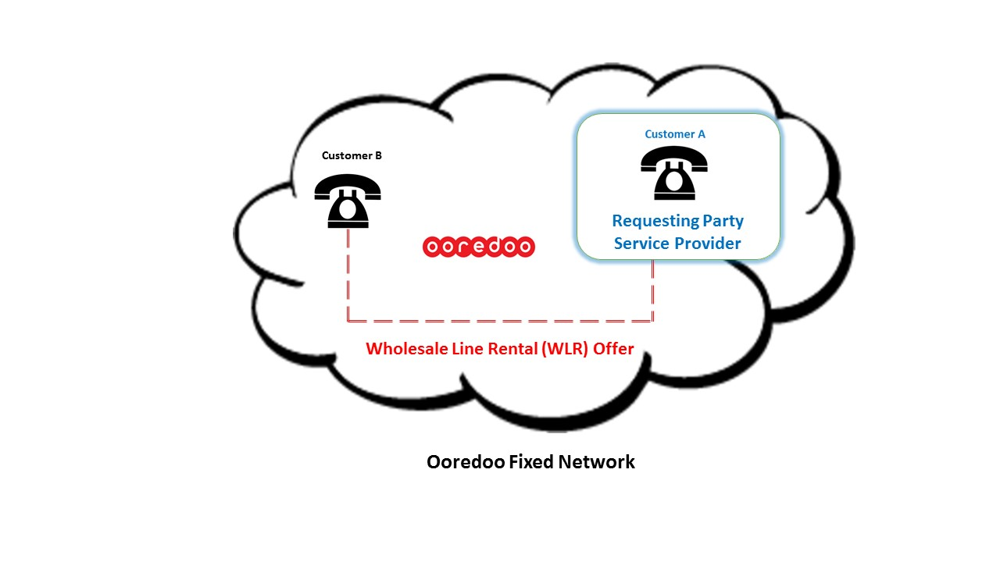 Customer A
Customer B
Requesting Party
Service Provider
ooredoo
Wholesale Line Rental (WLR) Offer
Ooredoo Fixed Network